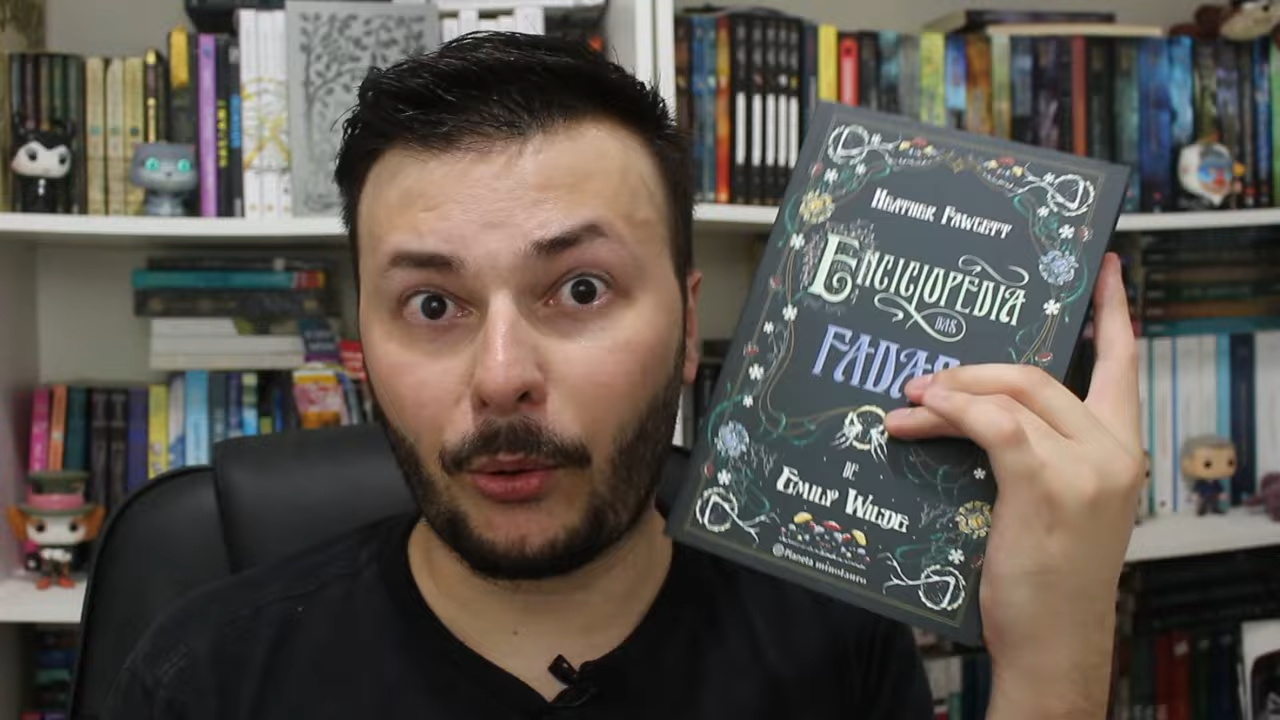 HEATHER FAWCETT
ENCICLOPÉDIA
DAS
FADAS
DE
EMILY WILDE
Planeta minotauro